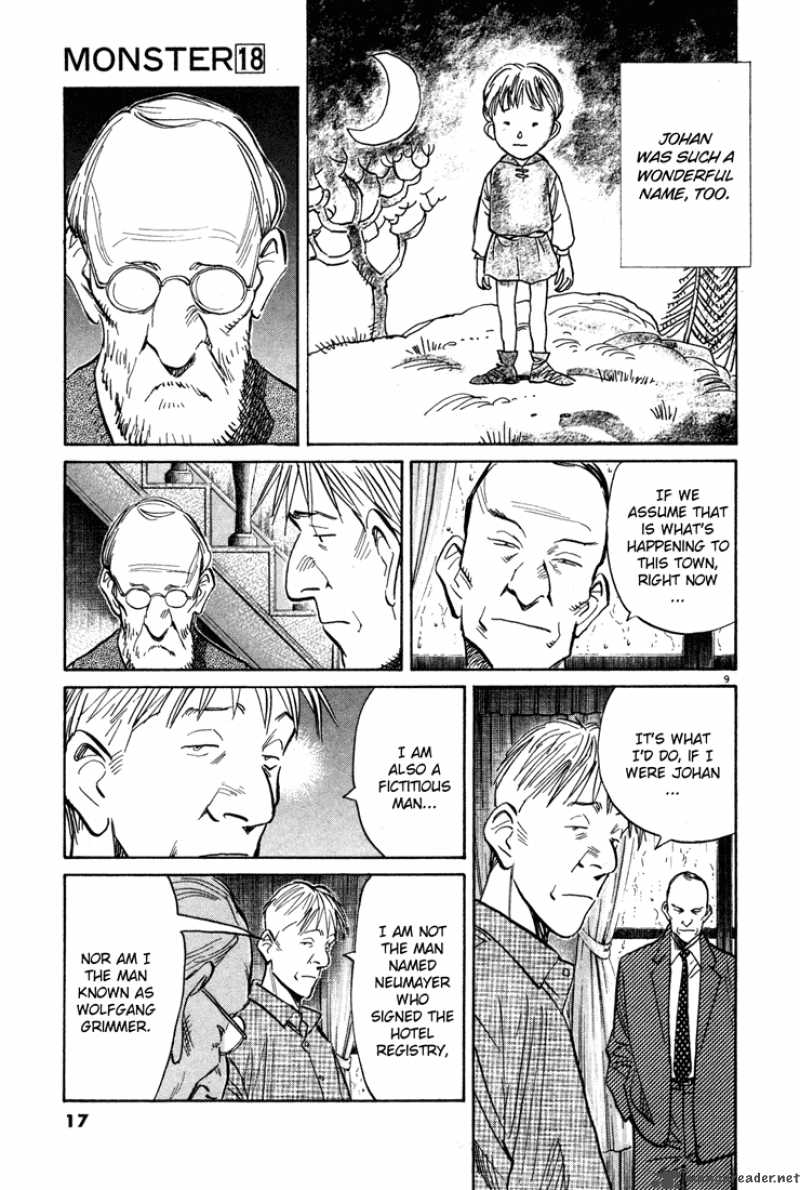 MONSTER 18
JOHAN
WAS SUCH A
WONDERFUL
NAME, TOO.
IF WE
ASSUME THAT
IS WHAT'S
HAPPENING TO
THIS TOWN,
RIGHT NOW
...
9
IT'S WHAT
I'D DO, IF I
WERE JOHAN
...
I AM
ALSO A
FICTITIOUS
MAN...
I AM NOT
THE MAN
NAMED
NEUMAYER
WHO
SIGNED THE
HOTEL
REGISTRY,
NOR AM I
THE MAN
KNOWN AS
WOLFGANG
GRIMMER.
17